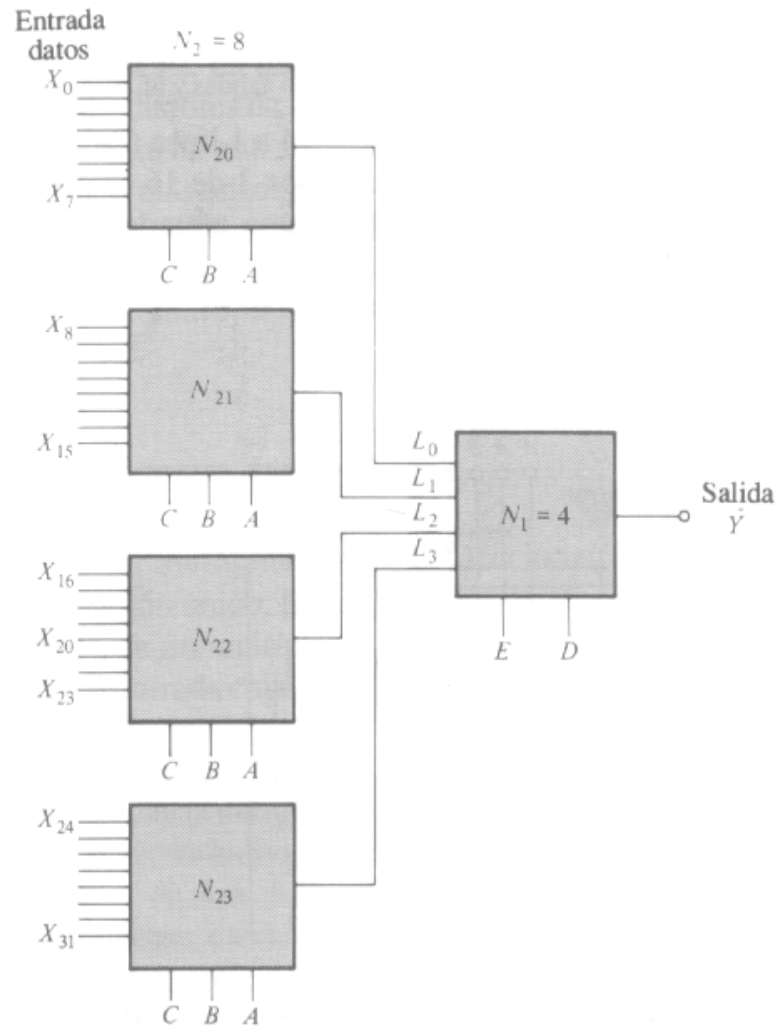 Entrada
datos
N₂ = 8
X₀
N₂₀
X₇
C B A
X₈
N₂₁
X₁₅
C B A
L₀
L₁
L₂
L₃
N₁ = 4
Salida
Y
E D
X₁₆
X₂₀
N₂₂
X₂₃
C B A
X₂₄
N₂₃
X₃₁
C B A